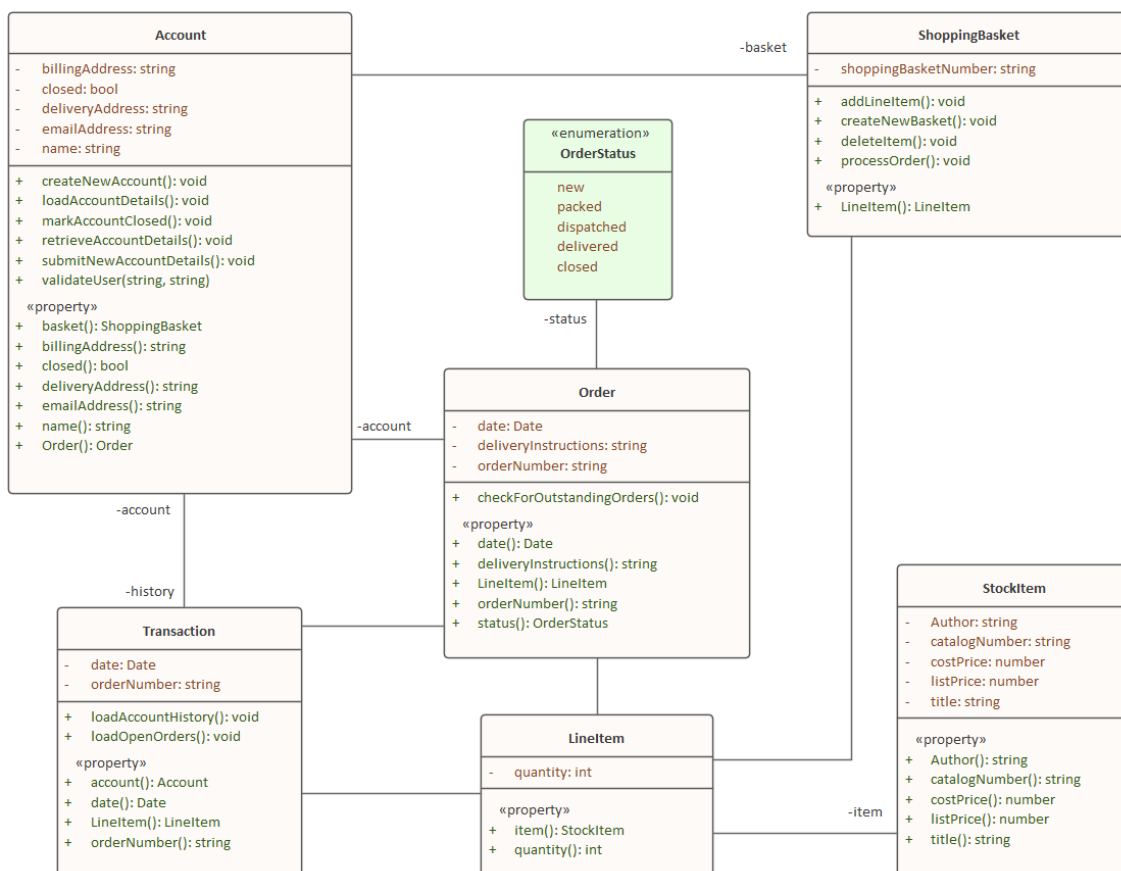 Account
- billingAddress: string
- closed: bool
- deliveryAddress: string
- emailAddress: string
- name: string
+ createNewAccount(): void
+ loadAccountDetails(): void
+ markAccountClosed(): void
+ retrieveAccountDetails(): void
+ submitNewAccountDetails(): void
+ validateUser(string, string)
«property»
+ basket(): ShoppingBasket
+ billingAddress(): string
+ closed(): bool
+ deliveryAddress(): string
+ emailAddress(): string
+ name(): string
+ Order(): Order
-basket
ShoppingBasket
- shoppingBasketNumber: string
+ addLineItem(): void
+ createNewBasket(): void
+ deleteItem(): void
+ processOrder(): void
«property»
+ LineItem(): LineItem
«enumeration»
OrderStatus
new
packed
dispatched
delivered
closed
-status
-account
Order
- date: Date
- deliveryInstructions: string
- orderNumber: string
+ checkForOutstandingOrders(): void
«property»
+ date(): Date
+ deliveryInstructions(): string
+ LineItem(): LineItem
+ orderNumber(): string
+ status(): OrderStatus
-account
-history
Transaction
- date: Date
- orderNumber: string
+ loadAccountHistory(): void
+ loadOpenOrders(): void
«property»
+ account(): Account
+ date(): Date
+ LineItem(): LineItem
+ orderNumber(): string
LineItem
- quantity: int
«property»
+ item(): StockItem
+ quantity(): int
-item
StockItem
- Author: string
- catalogNumber: string
- costPrice: number
- listPrice: number
- title: string
«property»
+ Author(): string
+ catalogNumber(): string
+ costPrice(): number
+ listPrice(): number
+ title(): string